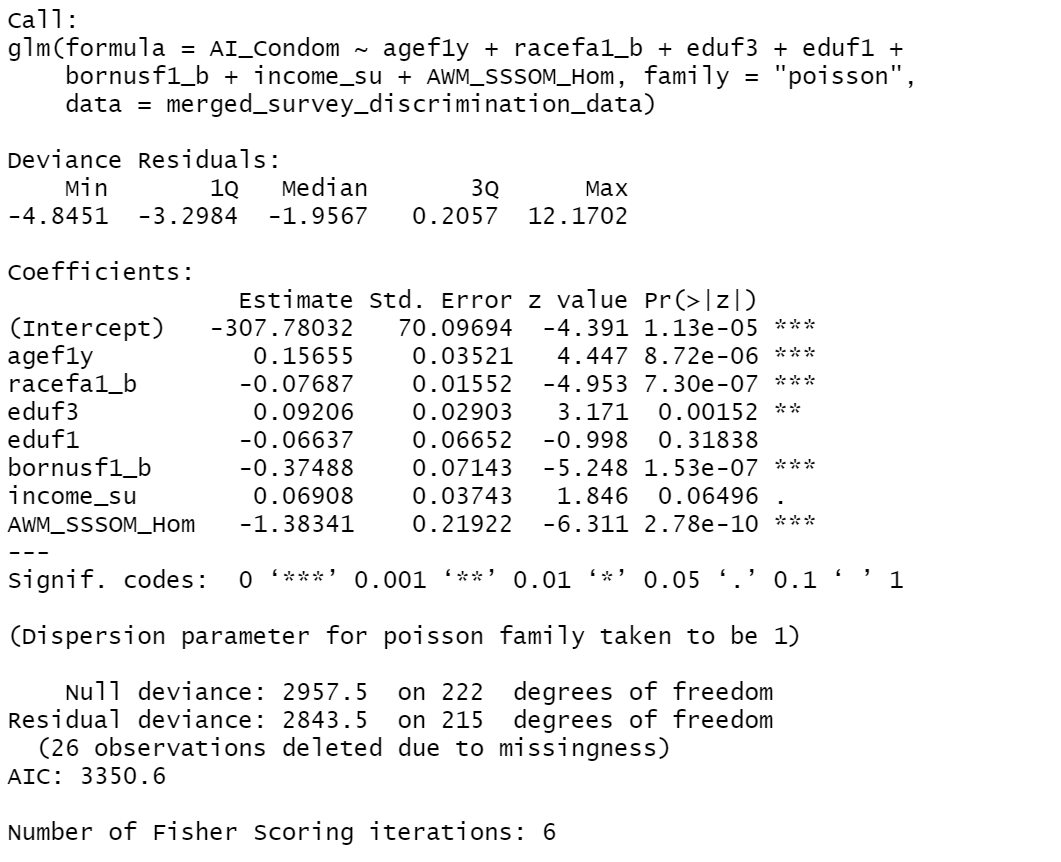 Call:
glm(formula = AI_Condom ~ agef1y + racefa1_b + eduf3 + eduf1 +
    bornusf1_b + income_su + AWM_SSSOM_Hom, family = "poisson",
    data = merged_survey_discrimination_data)

Deviance Residuals:
    Min       1Q   Median       3Q      Max
-4.8451  -3.2984  -1.9567   0.2057  12.1702

Coefficients:
                Estimate Std. Error z value Pr(>|z|)
(Intercept)   -307.78032   70.09694  -4.391 1.13e-05 ***
agef1y           0.15655    0.03521   4.447 8.72e-06 ***
racefa1_b       -0.07687    0.01552  -4.953 7.30e-07 ***
eduf3            0.09206    0.02903   3.171  0.00152 **
eduf1           -0.06637    0.06652  -0.998  0.31838
bornusf1_b      -0.37488    0.07143  -5.248 1.53e-07 ***
income_su        0.06908    0.03743   1.846  0.06496 .
AWM_SSSOM_Hom   -1.38341    0.21922  -6.311 2.78e-10 ***
---
Signif. codes:  0 ‘***’ 0.001 ‘**’ 0.01 ‘*’ 0.05 ‘.’ 0.1 ‘ ’ 1

(Dispersion parameter for poisson family taken to be 1)

    Null deviance: 2957.5  on 222  degrees of freedom
Residual deviance: 2843.5  on 215  degrees of freedom
  (26 observations deleted due to missingness)
AIC: 3350.6

Number of Fisher Scoring iterations: 6